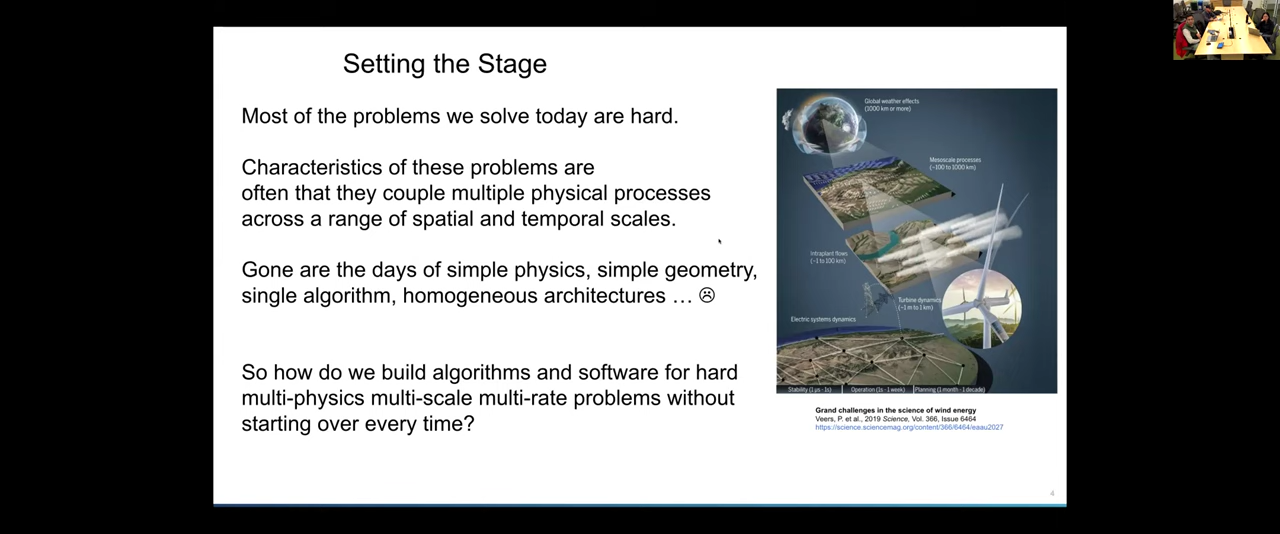 Setting the Stage
Most of the problems we solve today are hard.
Characteristics of these problems are
often that they couple multiple physical processes
across a range of spatial and temporal scales.
Gone are the days of simple physics, simple geometry,
single algorithm, homogeneous architectures … ☹
So how do we build algorithms and software for hard
multi-physics multi-scale multi-rate problems without
starting over every time?
Global weather effects
(1000 km or more)
Mesoscale processes
(~100 to 1000 km)
Intraplant flows
(~1 to 100 km)
Turbine dynamics
(~1 m to 1 km)
Electric systems dynamics
Stability (1 µs - 1s) Operation (1s - 1 week) Planning (1 month - 1 decade)
Grand challenges in the science of wind energy
Veers, P. et al., 2019 Science, Vol. 366, Issue 6464
https://science.sciencemag.org/content/366/6464/eaau2027
4